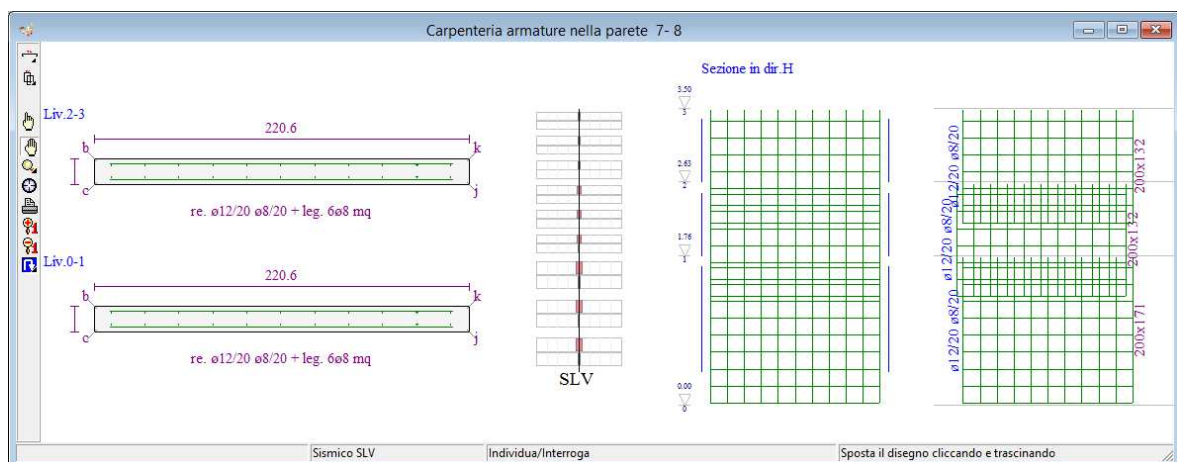 Carpenteria armature nella parete 7- 8
Liv.2-3
220.6
b
k
c
j
re. ø12/20 ø8/20 + leg. 6ø8 mq
Liv.0-1
220.6
b
k
c
j
re. ø12/20 ø8/20 + leg. 6ø8 mq
SLV
Sezione in dir.H
3.50
3
2.63
2
1.76
1
0.00
0
ø12/20 ø8/20
200x132
ø12/20 ø8/20
200x132
ø12/20 ø8/20
200x171
Sismico SLV
Individua/Interroga
Sposta il disegno cliccando e trascinando